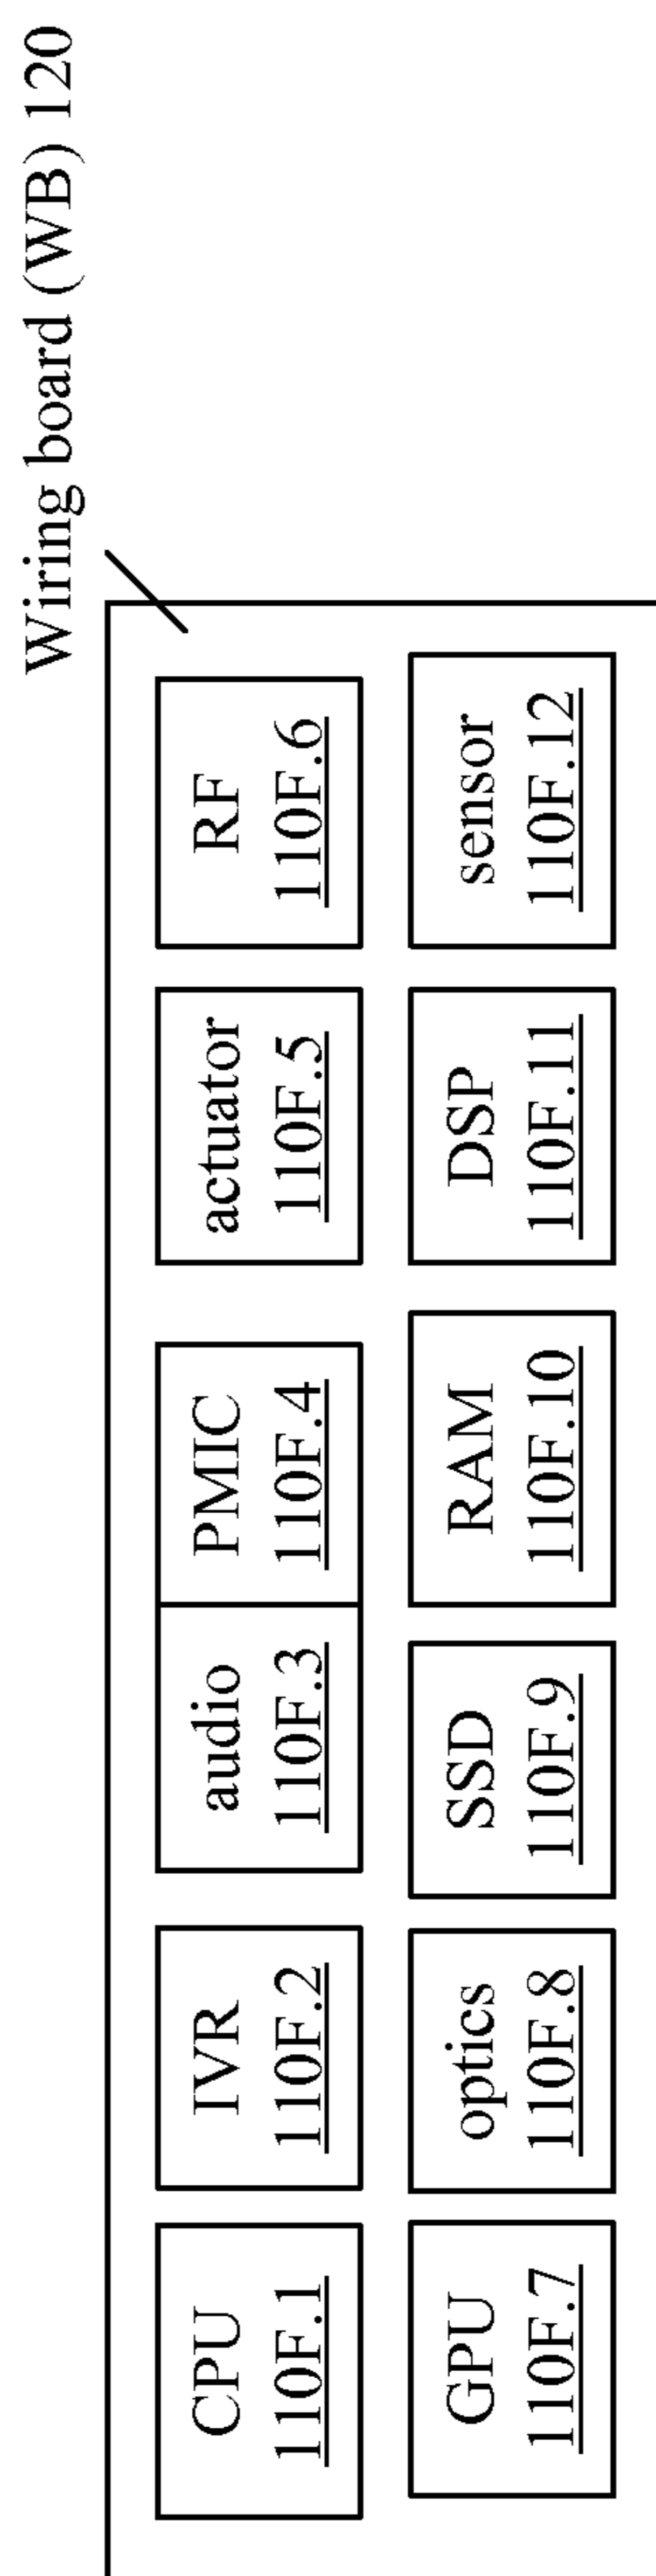 Wiring board (WB) 120
CPU
110F.1
IVR
110F.2
audio
110F.3
PMIC
110F.4
actuator
110F.5
RF
110F.6
GPU
110F.7
optics
110F.8
SSD
110F.9
RAM
110F.10
DSP
110F.11
sensor
110F.12